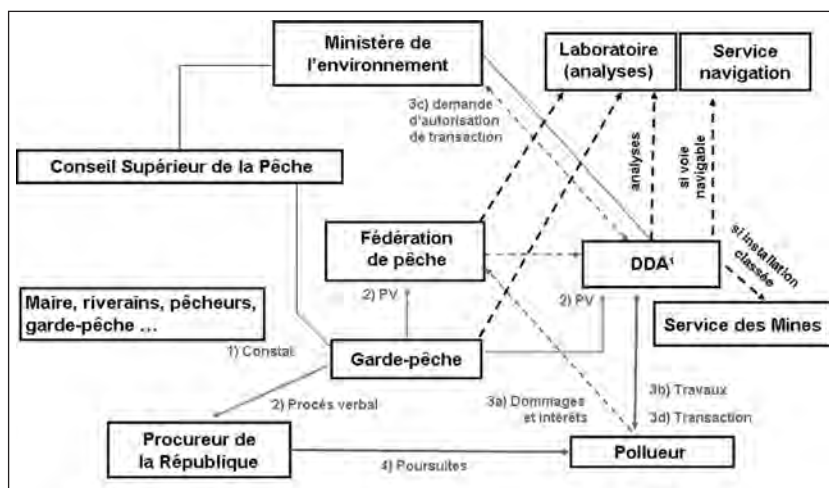 Ministère de
l'environnement
Laboratoire
(analyses)
Service
navigation
3c) demande
d'autorisation
de transaction
analyses
si voie
navigable
Conseil Supérieur de la Pêche
Fédération
de pêche
DDA¹
si installation
classée
Maire, riverains, pêcheurs,
garde-pêche ...
2) PV
2) PV
Service des Mines
1) Constat
Garde-pêche
2) Procés verbal
3a) Dommages
et intérêts
3b) Travaux
3d) Transaction
Procureur de
la République
4) Poursuites
Pollueur